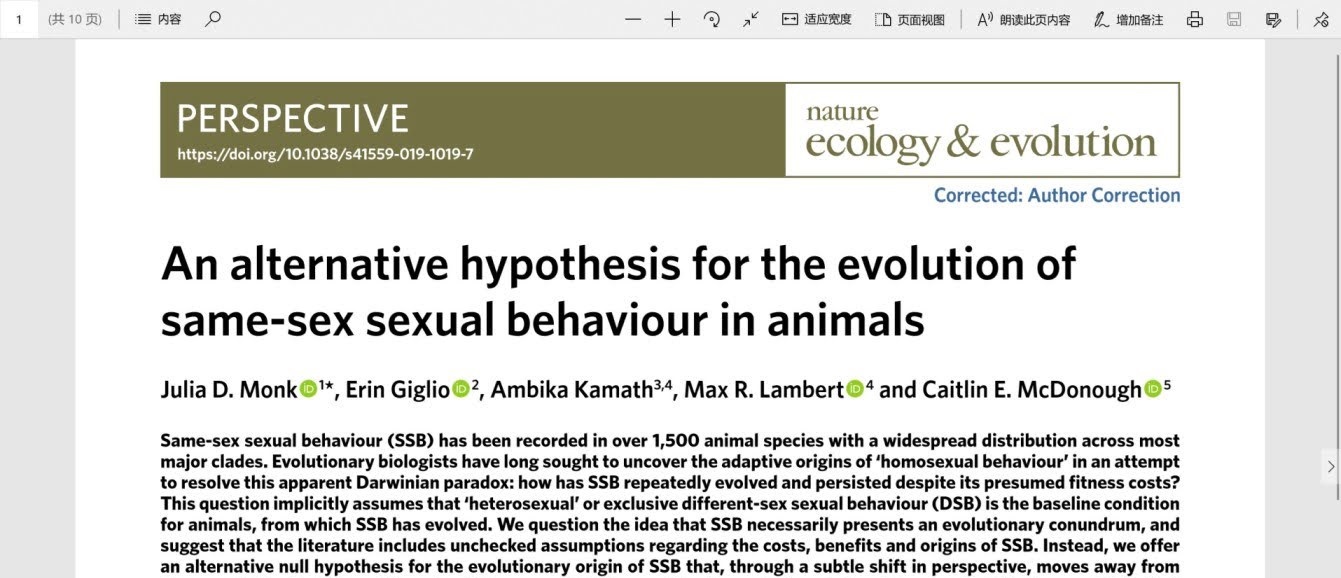 1 (共 10 页) 内容 适应宽度 页面视图 A 朗读此页内容 增加备注
PERSPECTIVE
https://doi.org/10.1038/s41559-019-1019-7
nature
ecology & evolution
Corrected: Author Correction
An alternative hypothesis for the evolution of
same-sex sexual behaviour in animals
Julia D. Monk iD 1*, Erin Giglio iD 2, Ambika Kamath3,4, Max R. Lambert iD 4 and Caitlin E. McDonough iD 5
Same-sex sexual behaviour (SSB) has been recorded in over 1,500 animal species with a widespread distribution across most
major clades. Evolutionary biologists have long sought to uncover the adaptive origins of ‘homosexual behaviour’ in an attempt
to resolve this apparent Darwinian paradox: how has SSB repeatedly evolved and persisted despite its presumed fitness costs?
This question implicitly assumes that ‘heterosexual’ or exclusive different-sex sexual behaviour (DSB) is the baseline condition
for animals, from which SSB has evolved. We question the idea that SSB necessarily presents an evolutionary conundrum, and
suggest that the literature includes unchecked assumptions regarding the costs, benefits and origins of SSB. Instead, we offer
an alternative null hypothesis for the evolutionary origin of SSB that, through a subtle shift in perspective, moves away from